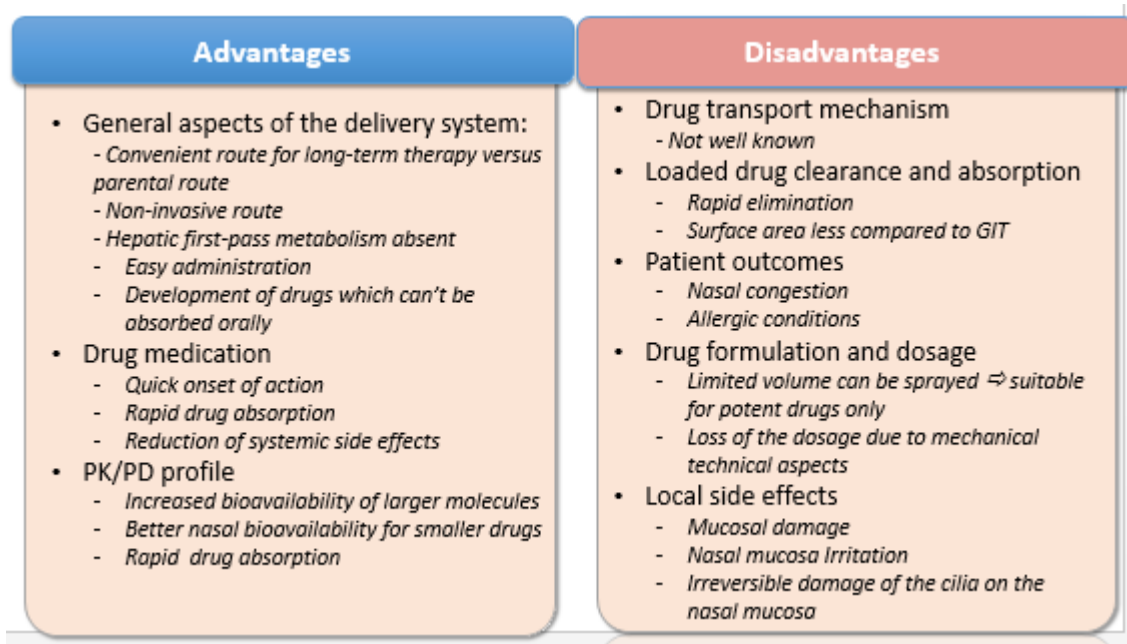 Advantages
• General aspects of the delivery system:
- Convenient route for long-term therapy versus
parental route
- Non-invasive route
- Hepatic first-pass metabolism absent
- Easy administration
- Development of drugs which can't be
absorbed orally
• Drug medication
- Quick onset of action
- Rapid drug absorption
- Reduction of systemic side effects
• PK/PD profile
- Increased bioavailability of larger molecules
- Better nasal bioavailability for smaller drugs
- Rapid drug absorption
Disadvantages
• Drug transport mechanism
- Not well known
• Loaded drug clearance and absorption
- Rapid elimination
- Surface area less compared to GIT
• Patient outcomes
- Nasal congestion
- Allergic conditions
• Drug formulation and dosage
- Limited volume can be sprayed ⇨ suitable
for potent drugs only
- Loss of the dosage due to mechanical
technical aspects
• Local side effects
- Mucosal damage
- Nasal mucosa Irritation
- Irreversible damage of the cilia on the
nasal mucosa